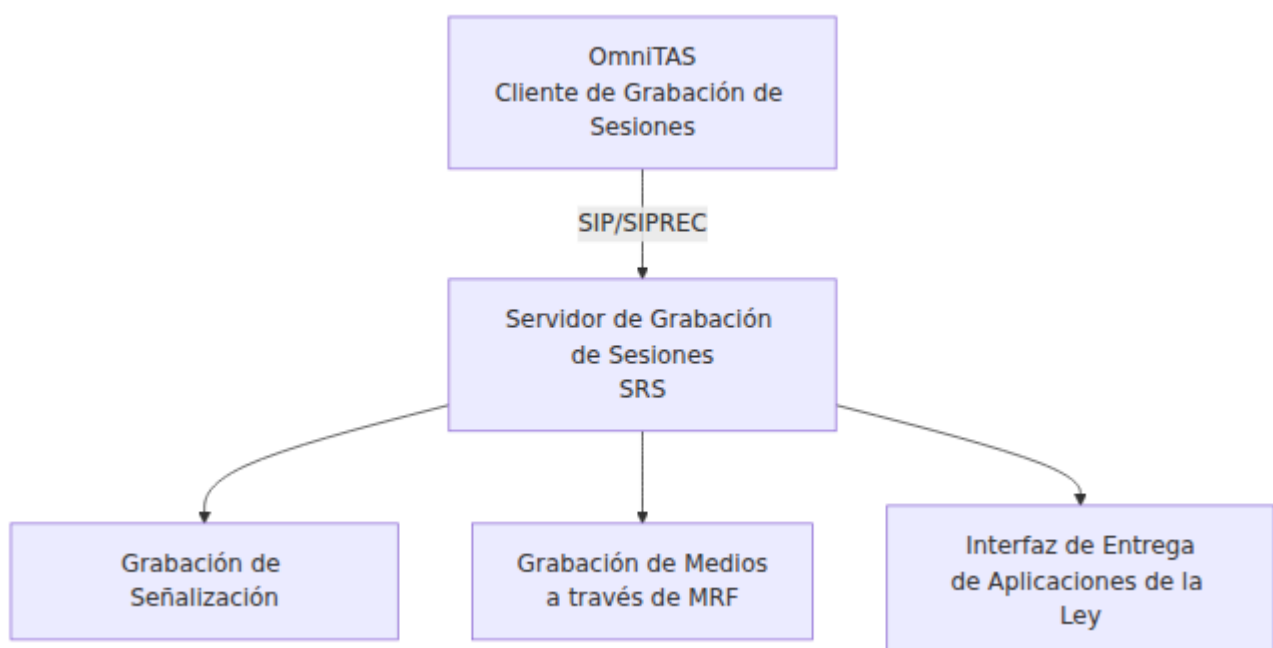 OmniTAS
Cliente de Grabación de
Sesiones
SIP/SIPREC
Servidor de Grabación
de Sesiones
SRS
Grabación de
Señalización
Grabación de Medios
a través de MRF
Interfaz de Entrega
de Aplicaciones de la
Ley